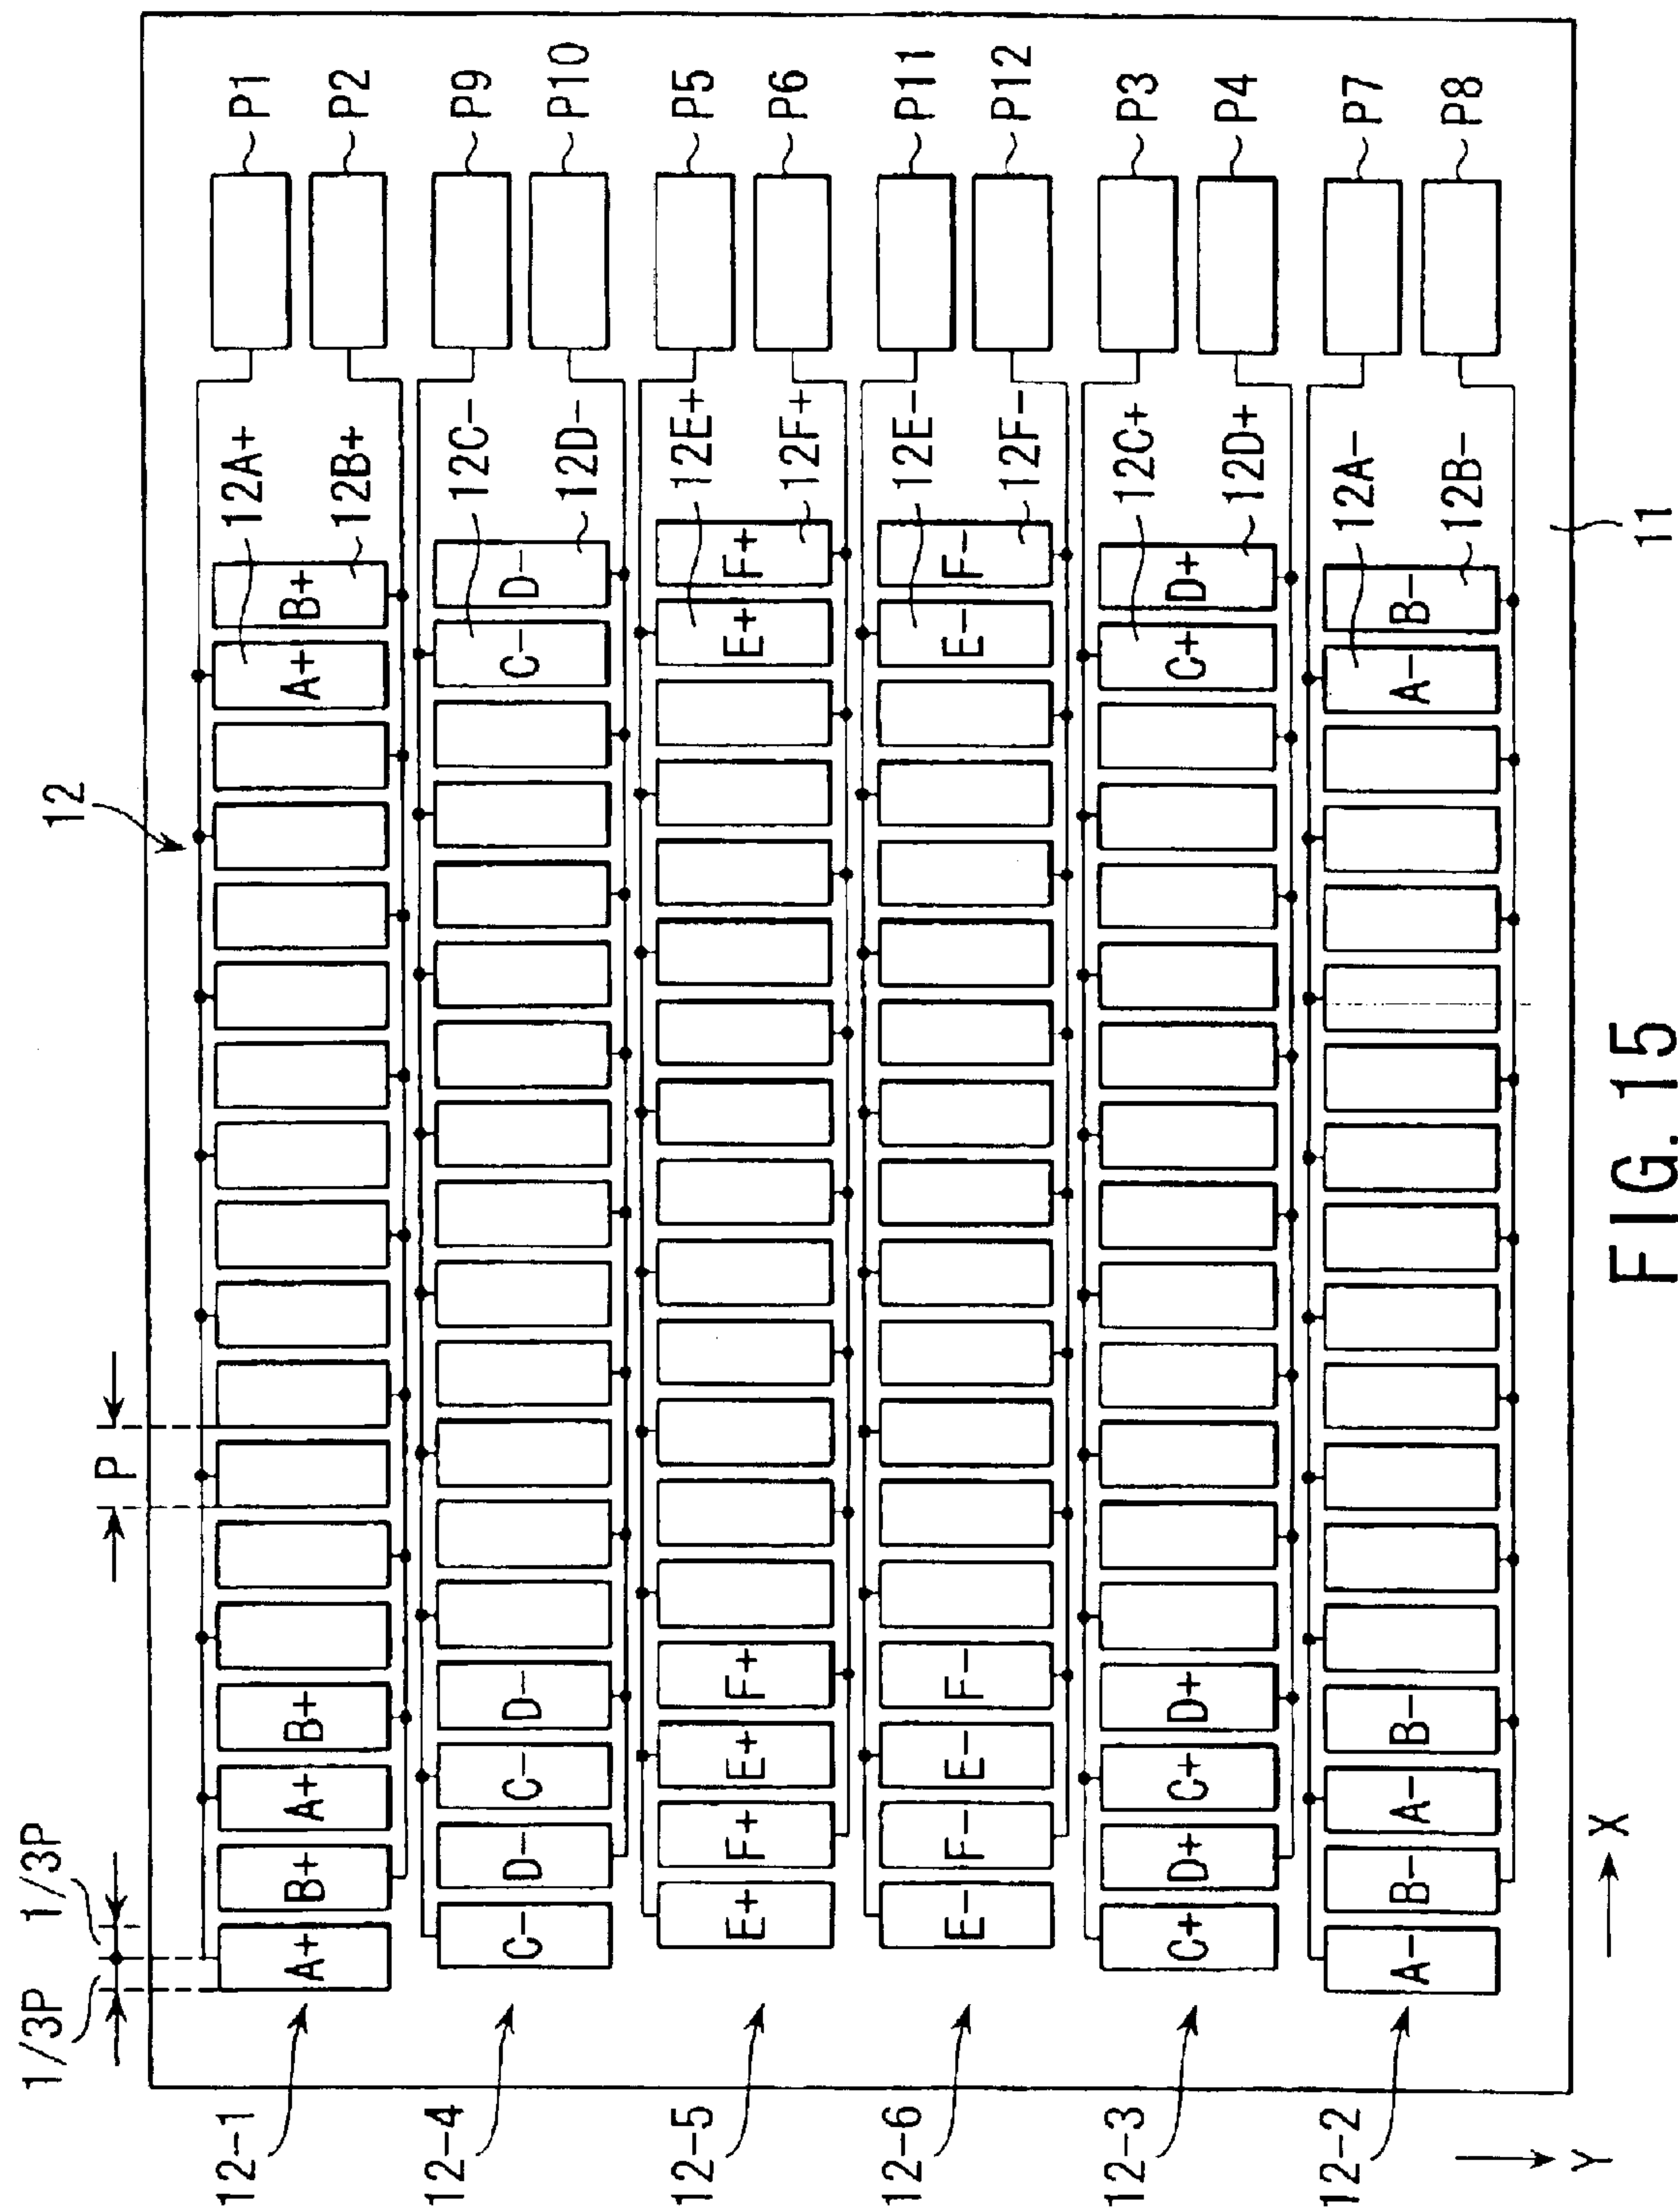 12
1/3P 1/3P
P
12-1
A+ B+ A+ B+ A+ B+
12A+
12B+
P1
P2
12-4
C- D- C- D- C- D-
12C-
12D-
P9
P10
12-5
E+ F+ E+ F+ E+ F+
12E+
12F+
P5
P6
12-6
E- F- E- F- E- F-
12E-
12F-
P11
P12
12-3
C+ D+ C+ D+ C+ D+
12C+
12D+
P3
P4
12-2
A- B- A- B- A- B-
12A-
12B-
P7
P8
11
X
Y
FIG. 15